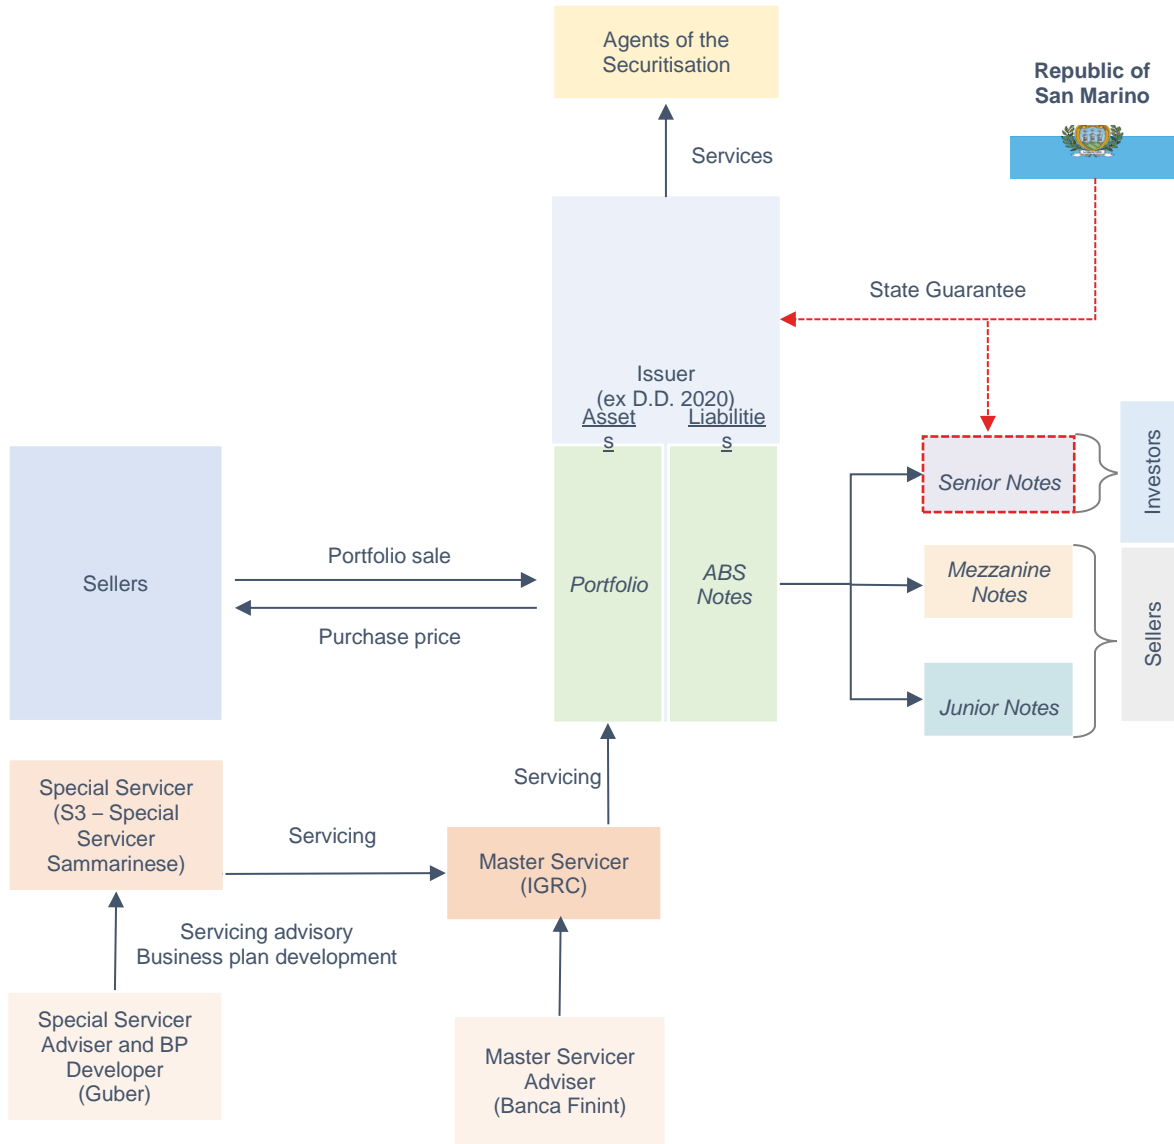 Agents of the
Securitisation
Republic of
San Marino
Services
State Guarantee
Issuer
(ex D.D. 2020)
Asset
s
Liabilitie
s
Senior Notes
Investors
Portfolio sale
Sellers
Portfolio
ABS
Notes
Mezzanine
Notes
Purchase price
Sellers
Junior Notes
Servicing
Special Servicer
(S3 – Special
Servicer
Sammarinese)
Servicing
Master Servicer
(IGRC)
Servicing advisory
Business plan development
Special Servicer
Adviser and BP
Developer
(Guber)
Master Servicer
Adviser
(Banca Finint)